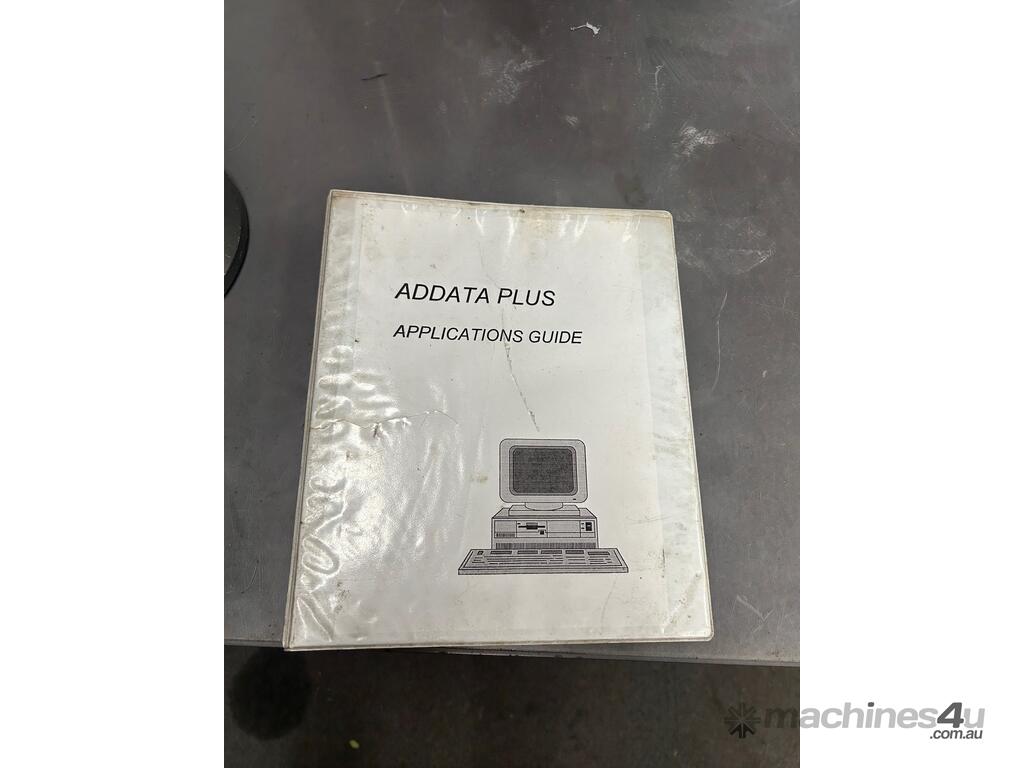 ADDATA PLUS
APPLICATIONS GUIDE
machines4u
.com.au